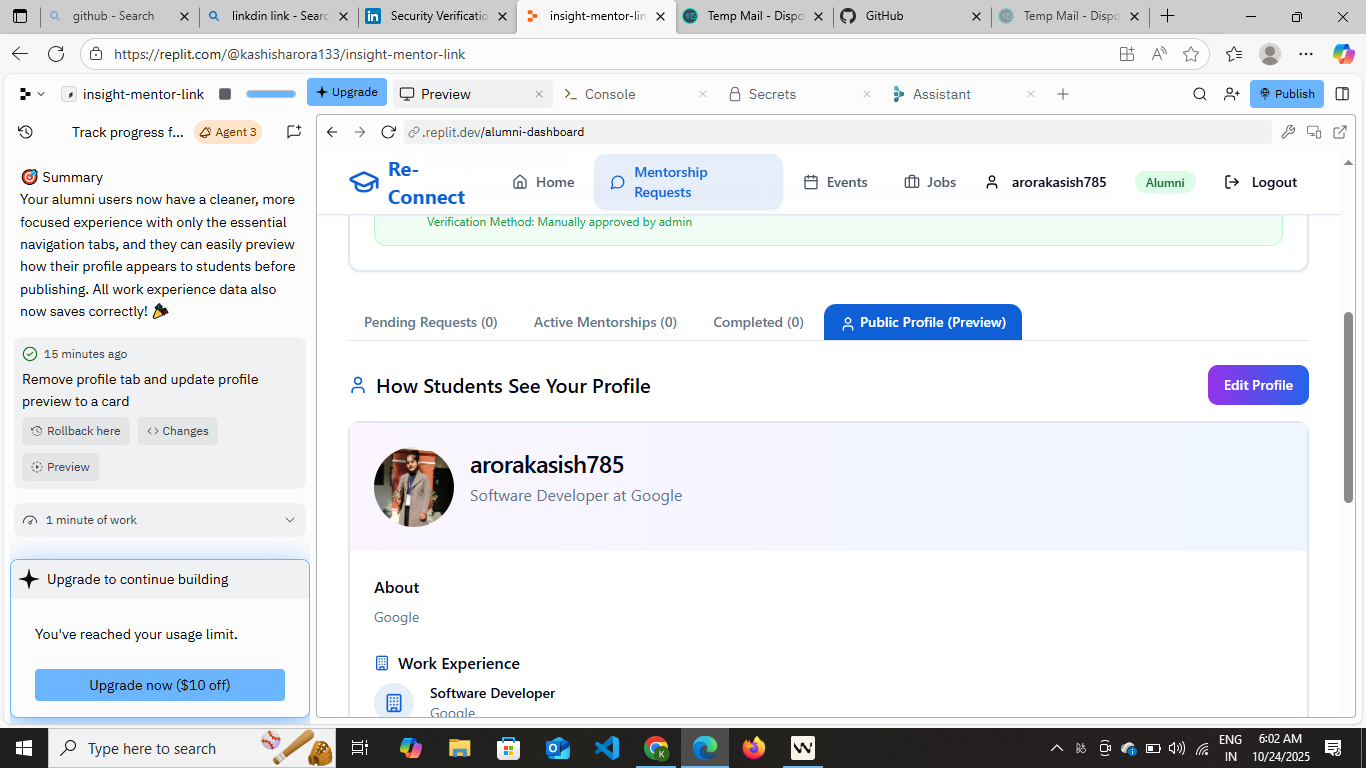 github - Search
linkdin link - Searc
Security Verificatio
insight-mentor-lin
Temp Mail - Dispo
GitHub
Temp Mail - Dispo
https://replit.com/@kashisharora133/insight-mentor-link
insight-mentor-link
Upgrade
Preview
Console
Secrets
Assistant
Publish
Track progress f...
Agent 3
.replit.dev/alumni-dashboard
🎯 Summary
Your alumni users now have a cleaner, more
focused experience with only the essential
navigation tabs, and they can easily preview
how their profile appears to students before
publishing. All work experience data also
now saves correctly! 🎉
15 minutes ago
Remove profile tab and update profile
preview to a card
Rollback here
Changes
Preview
1 minute of work
Upgrade to continue building
You've reached your usage limit.
Upgrade now ($10 off)
Re-
Connect
Home
Mentorship
Requests
Events
Jobs
arorakasish785
Alumni
Logout
Verification Method: Manually approved by admin
Pending Requests (0)
Active Mentorships (0)
Completed (0)
Public Profile (Preview)
How Students See Your Profile
Edit Profile
arorakasish785
Software Developer at Google
About
Google
Work Experience
Software Developer
Google
Type here to search
ENG
IN
6:02 AM
10/24/2025